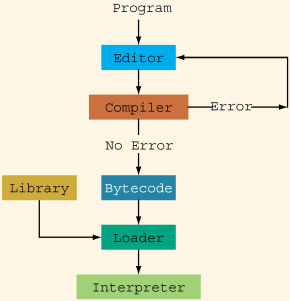 Program
Editor
Compiler
Error
No Error
Library
Bytecode
Loader
Interpreter